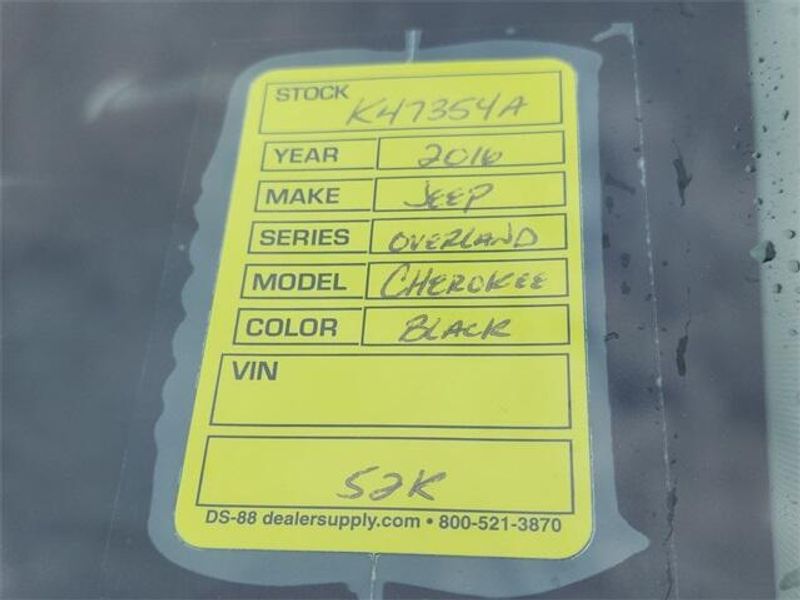 STOCK K47354A
YEAR 2016
MAKE JEEP
SERIES OVERLAND
MODEL CHEROKEE
COLOR BLACK
VIN
52K
DS-88 dealersupply.com • 800-521-3870